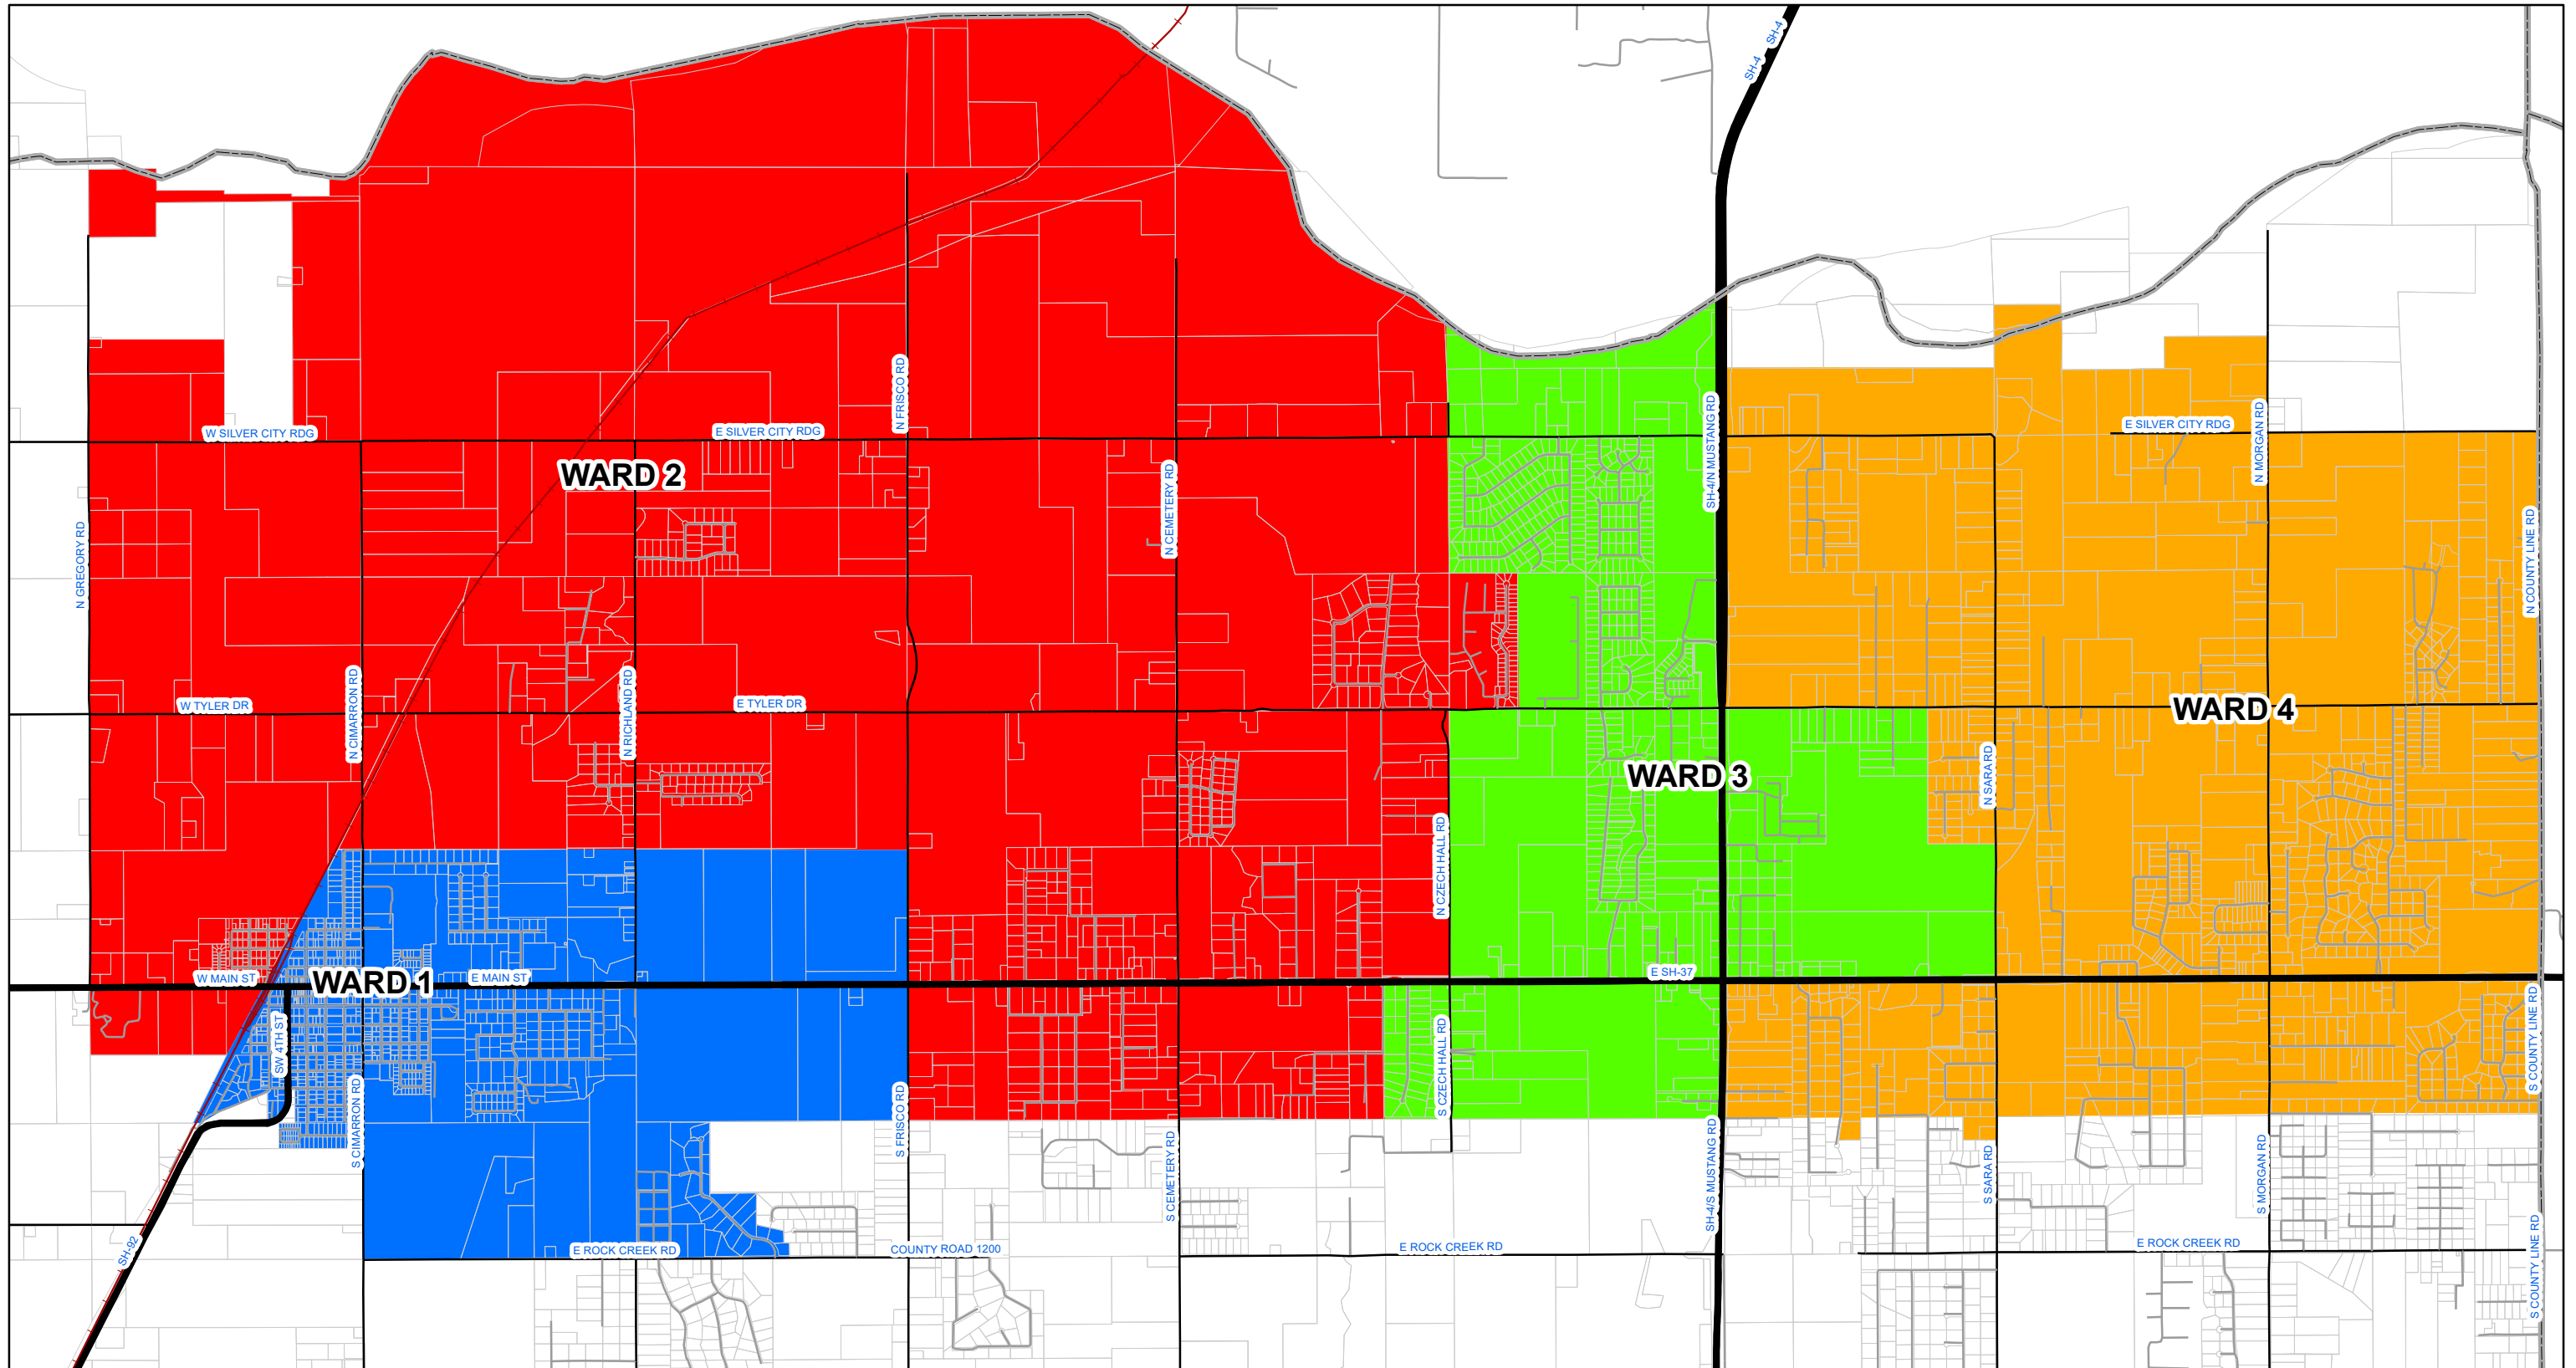 SH-4
SH-4
N FRISCO RD
SH-4/N MUSTANG RD
W SILVER CITY RDG
E SILVER CITY RDG
E SILVER CITY RDG
N MORGAN RD
WARD 2
N CEMETERY RD
N GREGORY RD
N COUNTY LINE RD
N CIMARRON RD
N RICHLAND RD
W TYLER DR
E TYLER DR
WARD 4
WARD 3
N SARA RD
N CZECH HALL RD
W MAIN ST
WARD 1
E MAIN ST
E SH-37
SW 4TH ST
S CZECH HALL RD
S COUNTY LINE RD
S CIMARRON RD
S FRISCO RD
S CEMETERY RD
SH-4/S MUSTANG RD
S SARA RD
S MORGAN RD
SH-92
E ROCK CREEK RD
COUNTY ROAD 1200
E ROCK CREEK RD
E ROCK CREEK RD
S COUNTY LINE RD